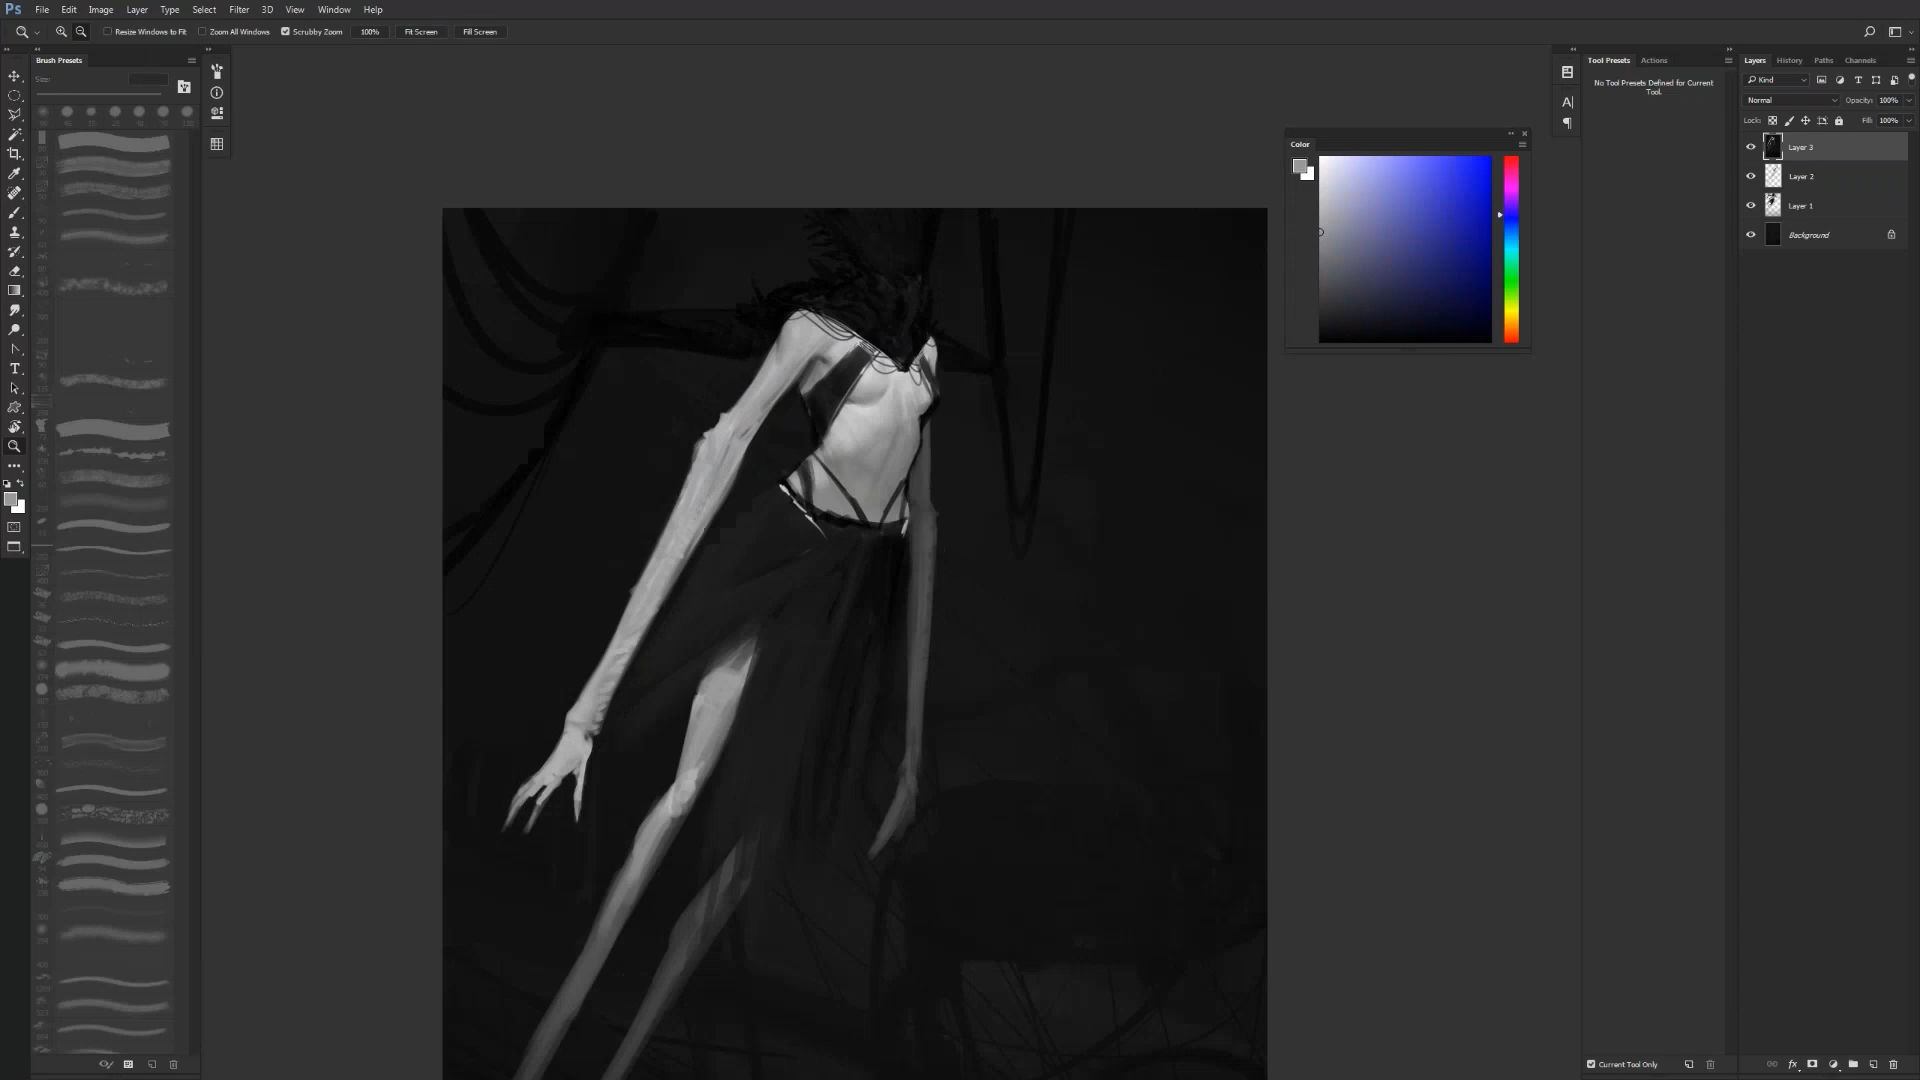 Ps File Edit Image Layer Type Select Filter 3D View Window Help
Resize Windows to Fit Zoom All Windows Scrubby Zoom 100% Fit Screen Fill Screen
Brush Presets
Size:
Color
Tool Presets Actions
No Tool Presets Defined for Current
Tool.
Current Tool Only
Layers History Paths Channels
Kind
Normal Opacity: 100%
Lock: Fill: 100%
Layer 3
Layer 2
Layer 1
Background